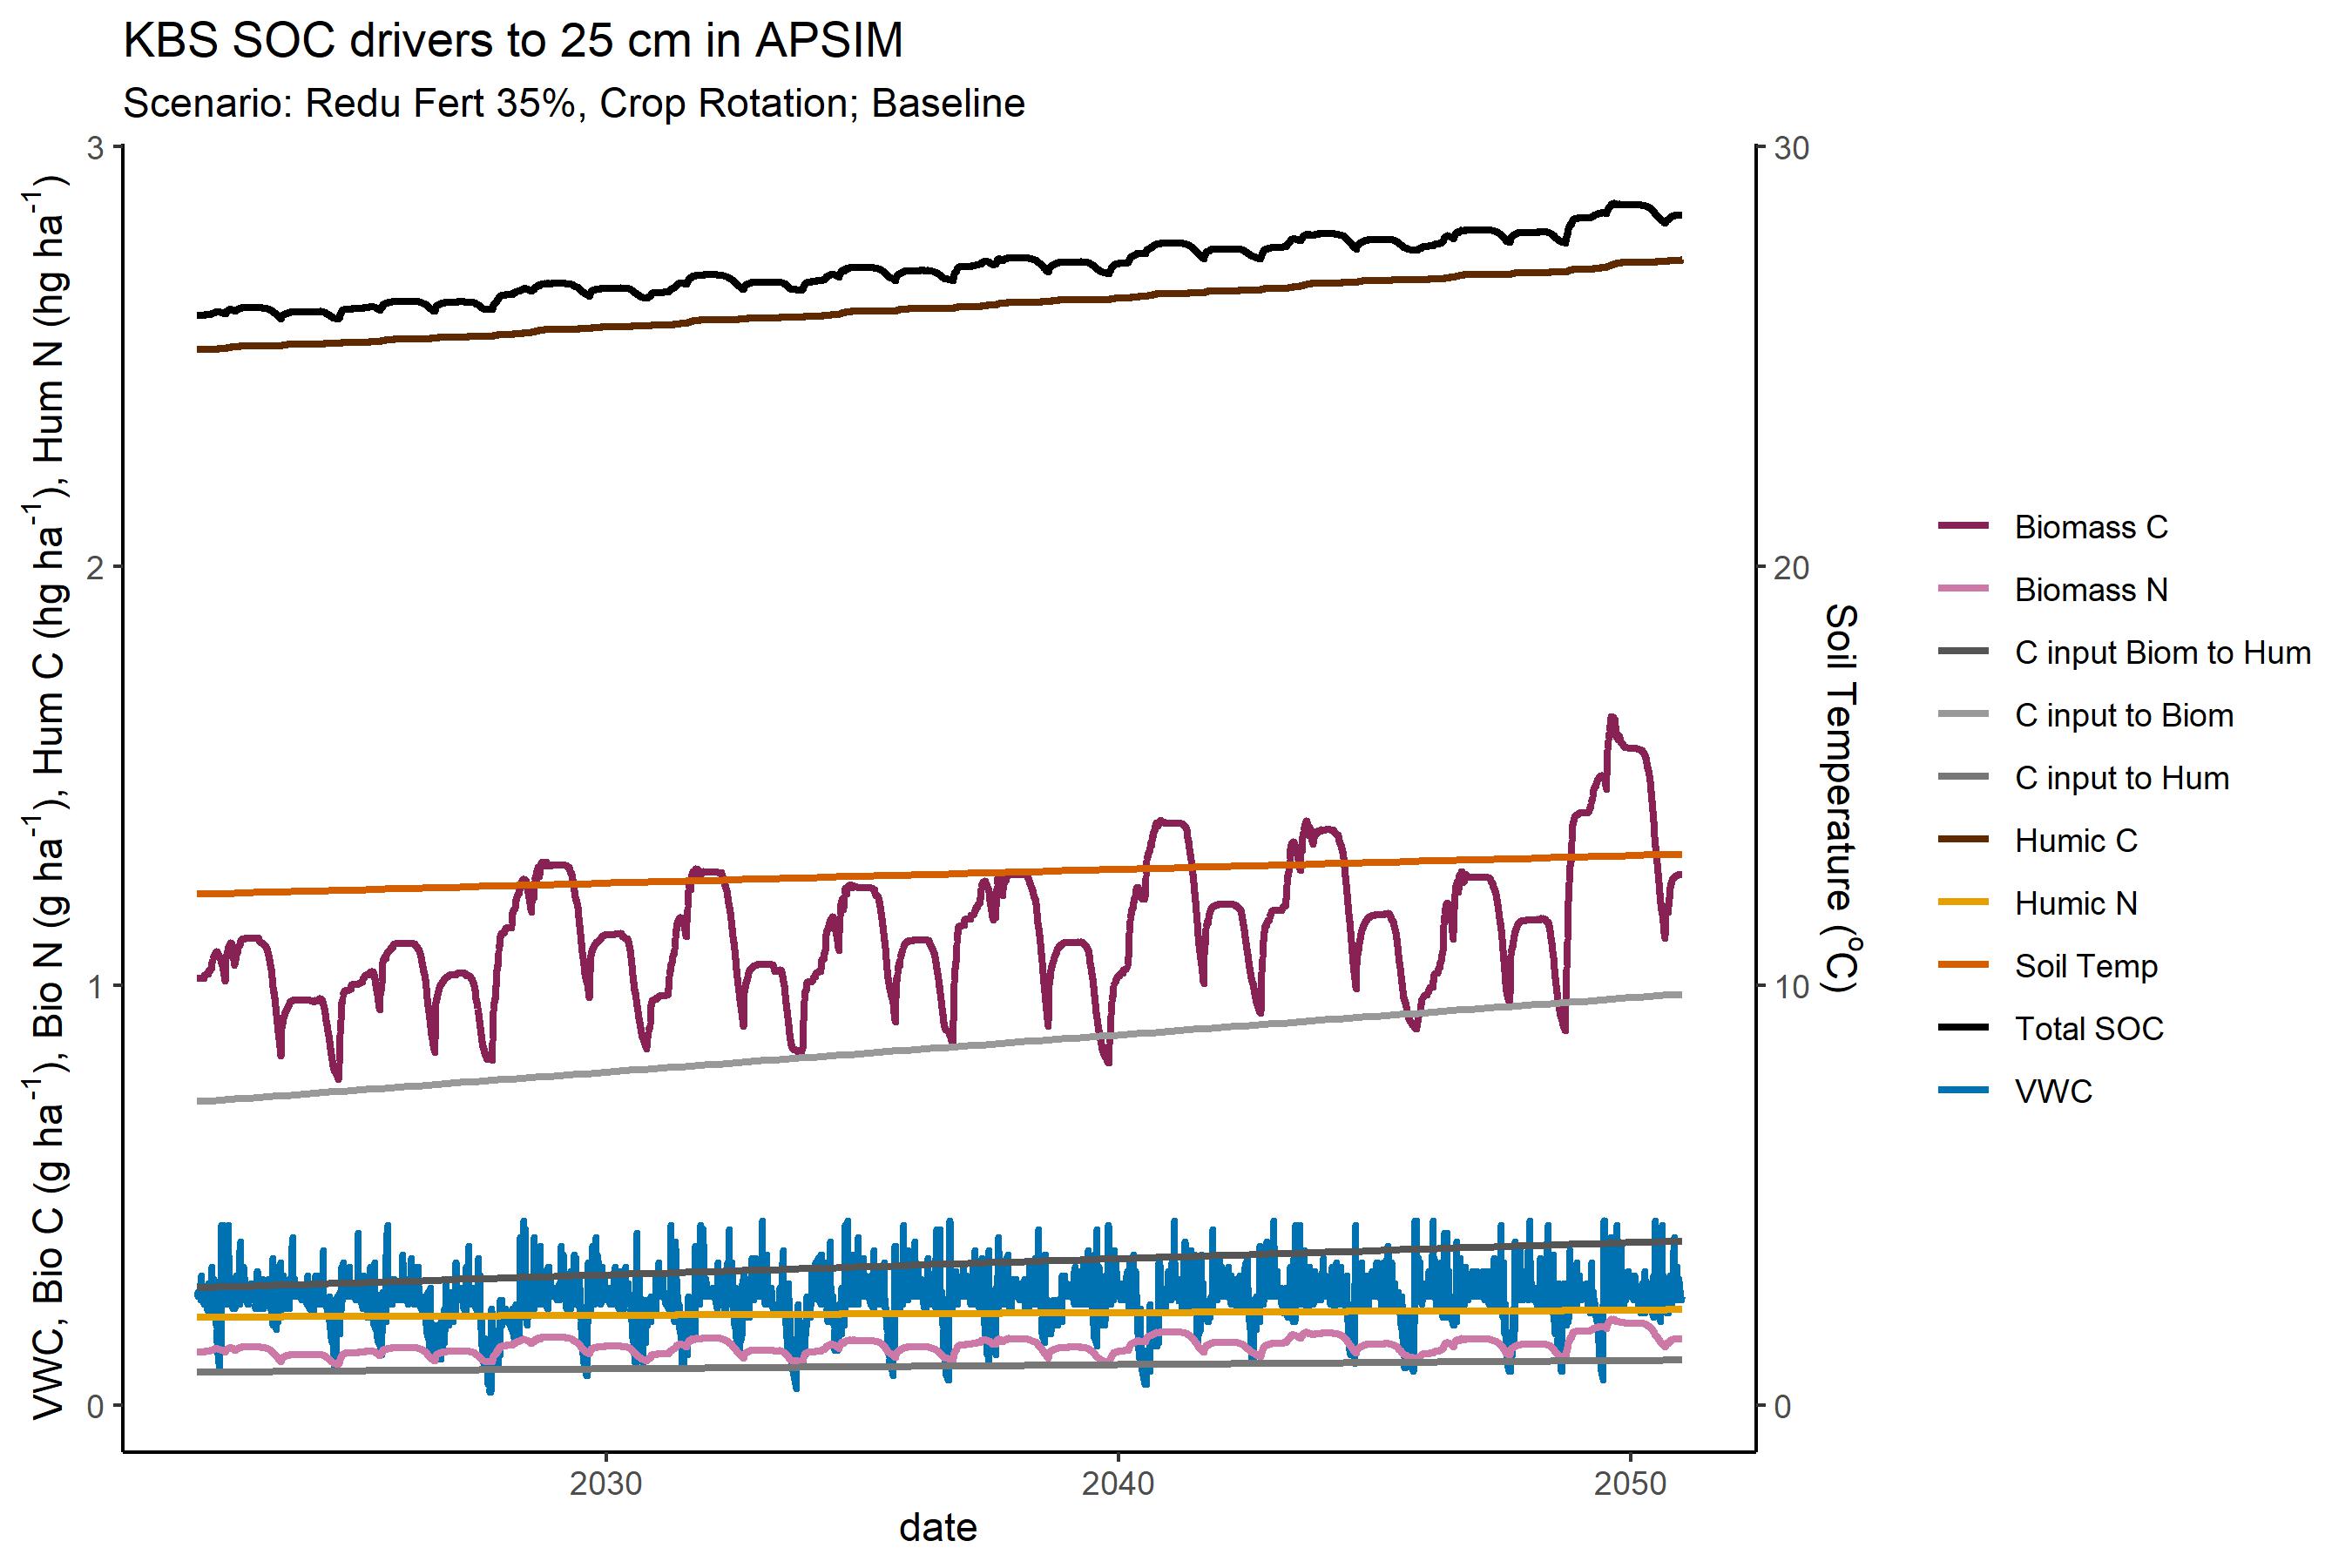 KBS SOC drivers to 25 cm in APSIM
Scenario: Redu Fert 35%, Crop Rotation; Baseline
VWC, Bio C (g ha⁻¹), Bio N (g ha⁻¹), Hum C (hg ha⁻¹), Hum N (hg ha⁻¹)
3
2
1
0
30
20
10
0
Soil Temperature (°C)
2030
2040
2050
date
Biomass C
Biomass N
C input Biom to Hum
C input to Biom
C input to Hum
Humic C
Humic N
Soil Temp
Total SOC
VWC